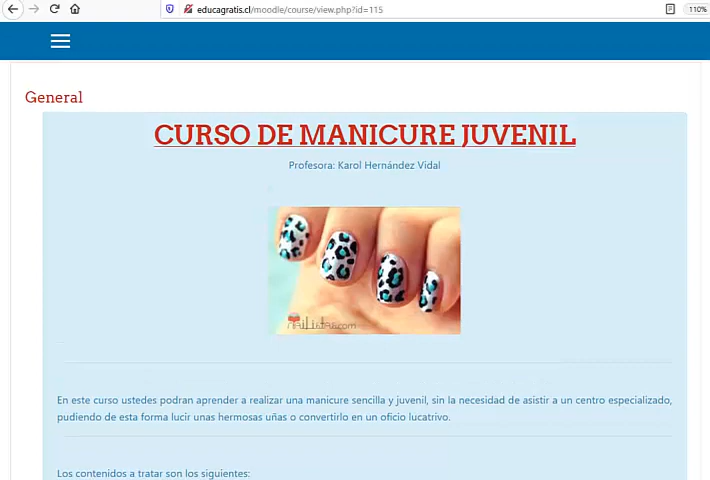 educagratis.cl/moodle/course/view.php?id=115
110%
General
CURSO DE MANICURE JUVENIL
Profesora: Karol Hernández Vidal
En este curso ustedes podran aprender a realizar una manicure sencilla y juvenil, sin la necesidad de asistir a un centro especializado,
pudiendo de esta forma lucir unas hermosas uñas o convertirlo en un oficio lucatrivo.
Los contenidos a tratar son los siguientes: